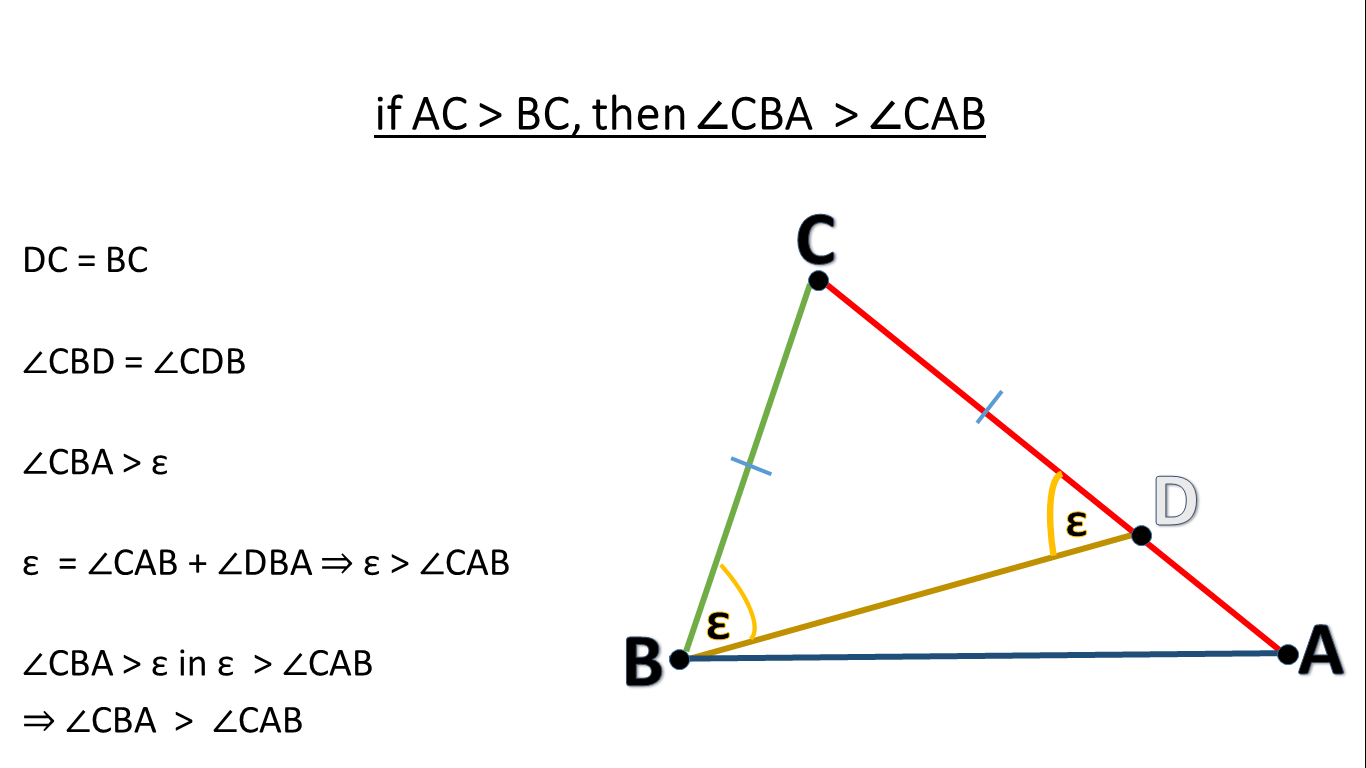 if AC > BC, then ∠CBA > ∠CAB
DC = BC
∠CBD = ∠CDB
∠CBA > ε
ε = ∠CAB + ∠DBA ⇒ ε > ∠CAB
∠CBA > ε in ε > ∠CAB
⇒ ∠CBA > ∠CAB
C
D
ε
ε
B
A